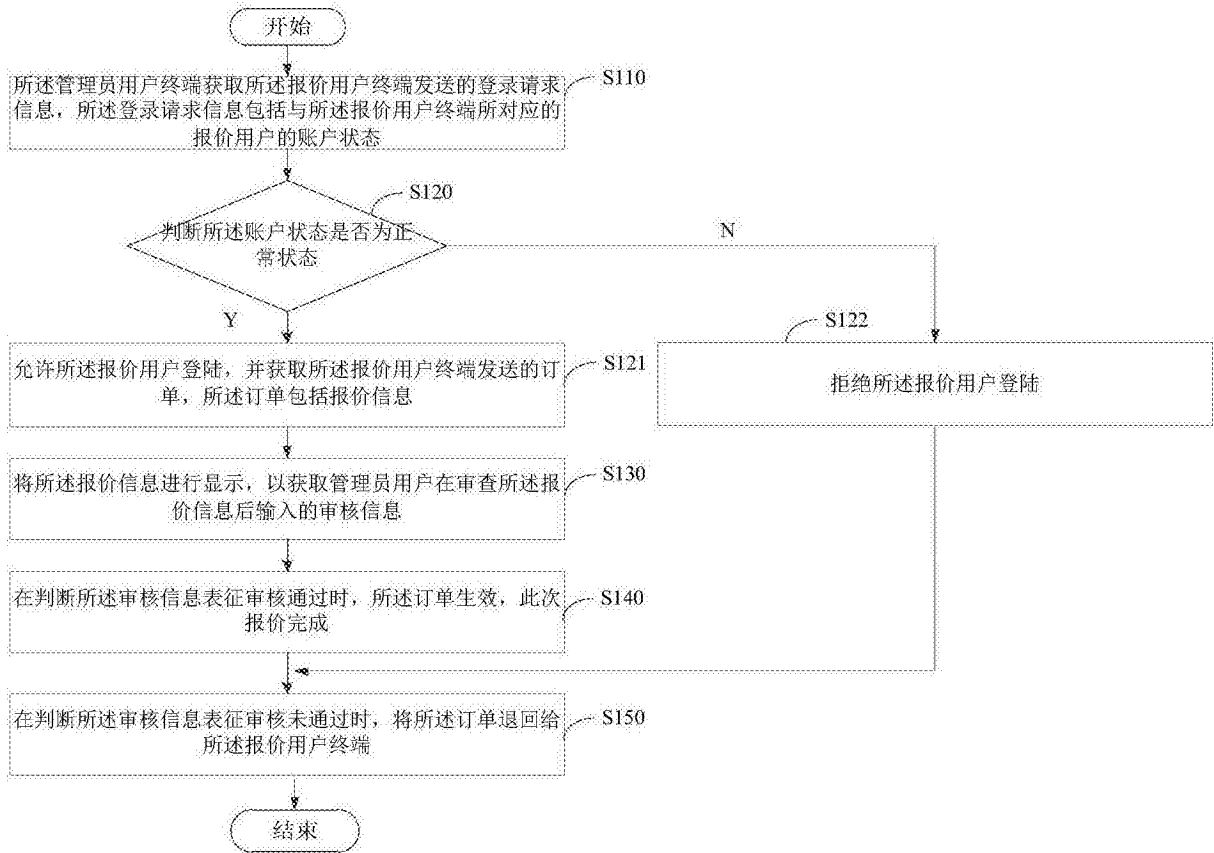 开始
所述管理员用户终端获取所述报价用户终端发送的登录请求
信息，所述登录请求信息包括与所述报价用户终端所对应的
报价用户的账户状态
S110
S120
判断所述账户状态是否为正
常状态
N
Y
S122
拒绝所述报价用户登陆
允许所述报价用户登陆，并获取所述报价用户终端发送的订
单，所述订单包括报价信息
S121
将所述报价信息进行显示，以获取管理员用户在审查所述报
价信息后输入的审核信息
S130
在判断所述审核信息表征审核通过时，所述订单生效，此次
报价完成
S140
在判断所述审核信息表征审核未通过时，将所述订单退回给
所述报价用户终端
S150
结束